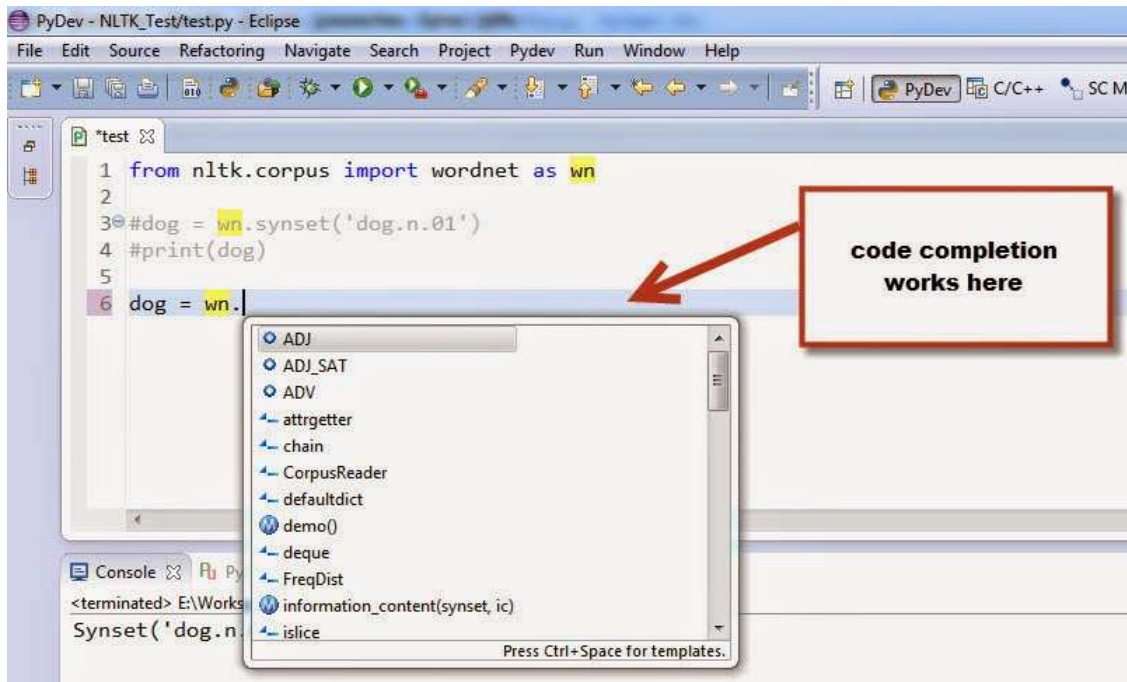 PyDev - NLTK_Test/test.py - Eclipse
File Edit Source Refactoring Navigate Search Project Pydev Run Window Help
PyDev C/C++ SC M
*test
1 from nltk.corpus import wordnet as wn
2
3 #dog = wn.synset('dog.n.01')
4 #print(dog)
5
6 dog = wn.
code completion
works here
ADJ
ADJ_SAT
ADV
attrgetter
chain
CorpusReader
defaultdict
demo()
deque
FreqDist
information_content(synset, ic)
islice
Press Ctrl+Space for templates.
Console Py
<terminated> E:\Works
Synset('dog.n.